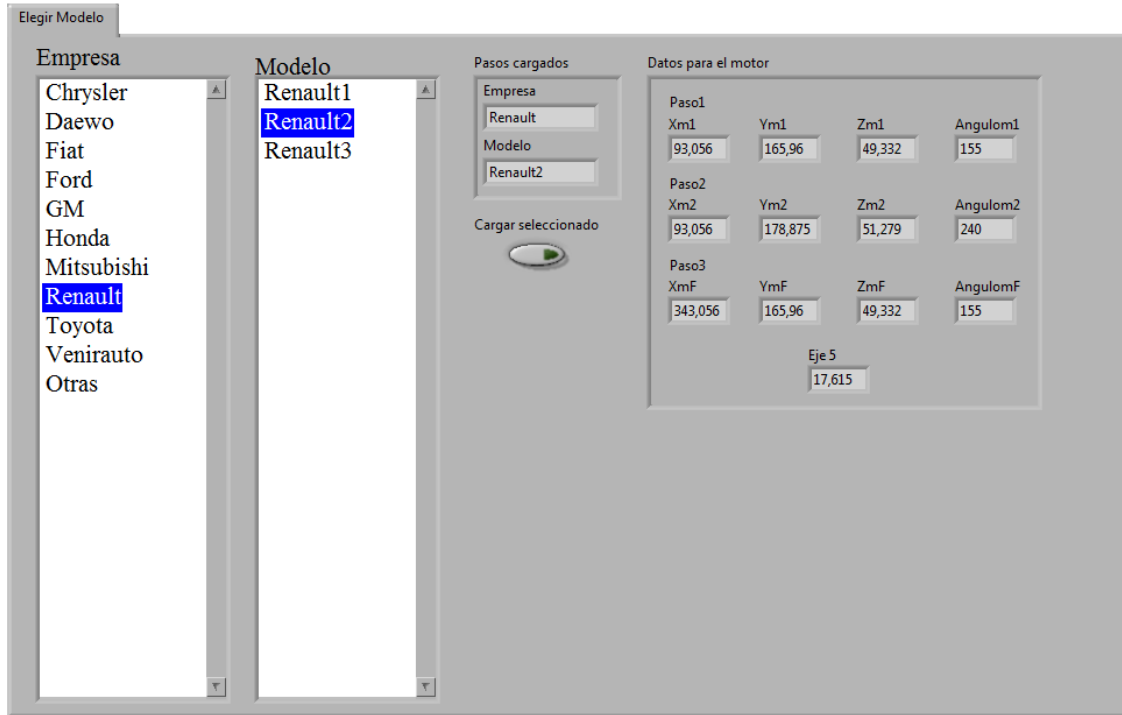 Elegir Modelo
Empresa
Chrysler
Daewo
Fiat
Ford
GM
Honda
Mitsubishi
Renault
Toyota
Venirauto
Otras
Modelo
Renault1
Renault2
Renault3
Pasos cargados
Empresa
Renault
Modelo
Renault2
Cargar seleccionado
Datos para el motor
Paso1
Xm1 Ym1 Zm1 Angulom1
93,056 165,96 49,332 155
Paso2
Xm2 Ym2 Zm2 Angulom2
93,056 178,875 51,279 240
Paso3
XmF YmF ZmF AngulomF
343,056 165,96 49,332 155
Eje 5
17,615